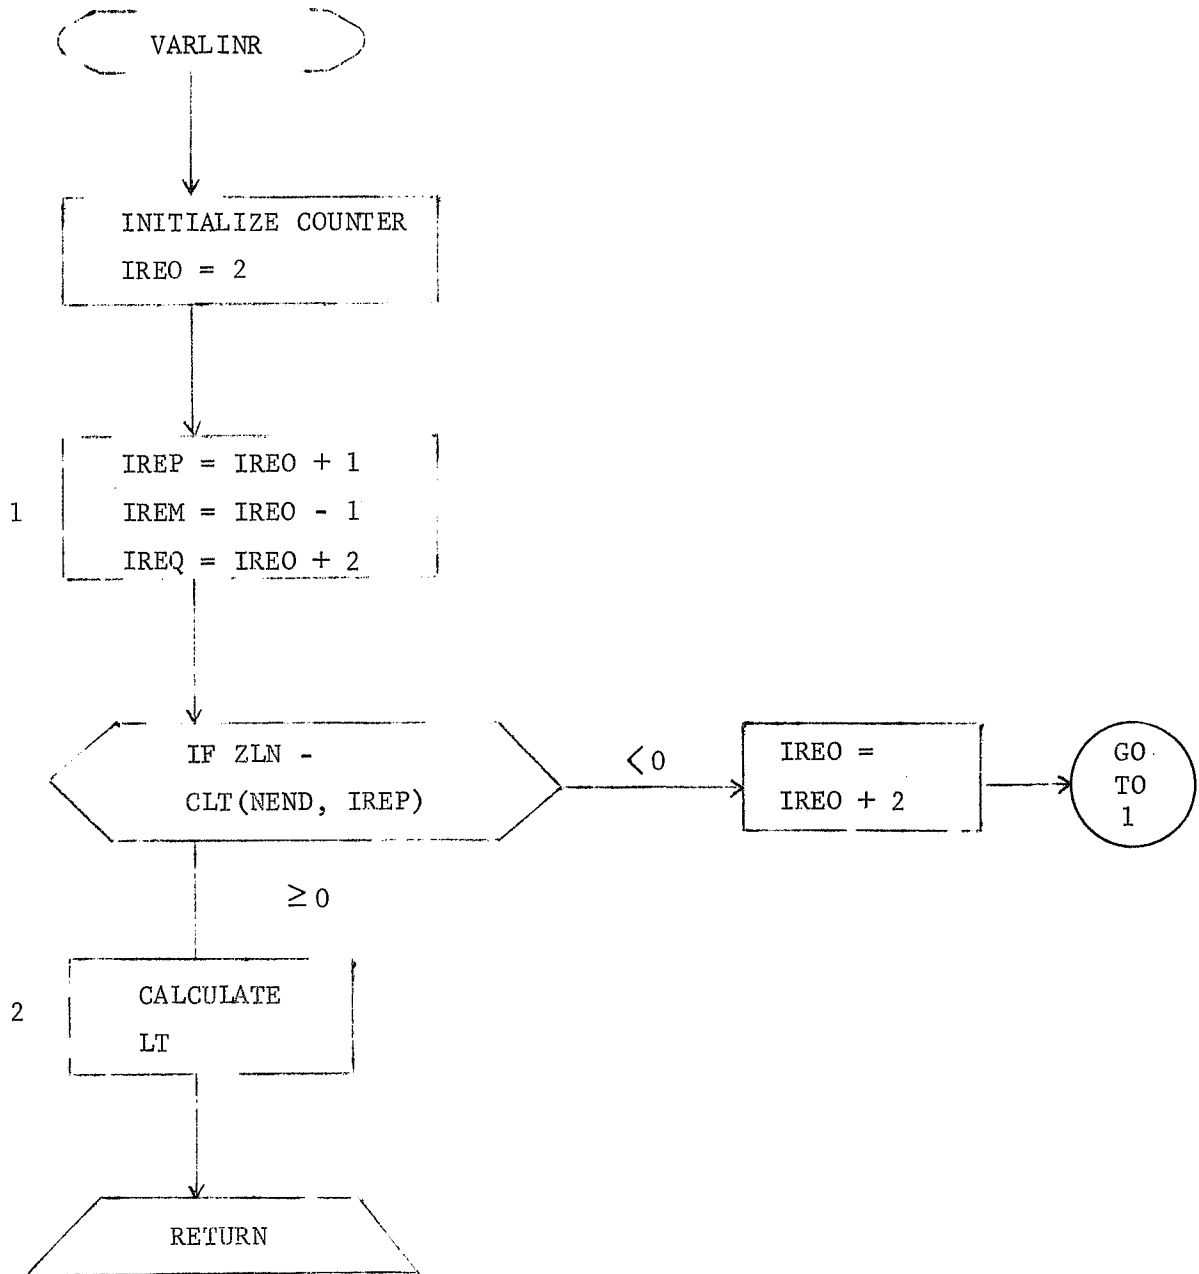 VARLINR
INITIALIZE COUNTER
IREO = 2
1
IREP = IREO + 1
IREM = IREO - 1
IREQ = IREO + 2
IF ZLN -
CLT(NEND, IREP)
<0
IREO =
IREO + 2
GO
TO
1
≥0
2
CALCULATE
LT
RETURN